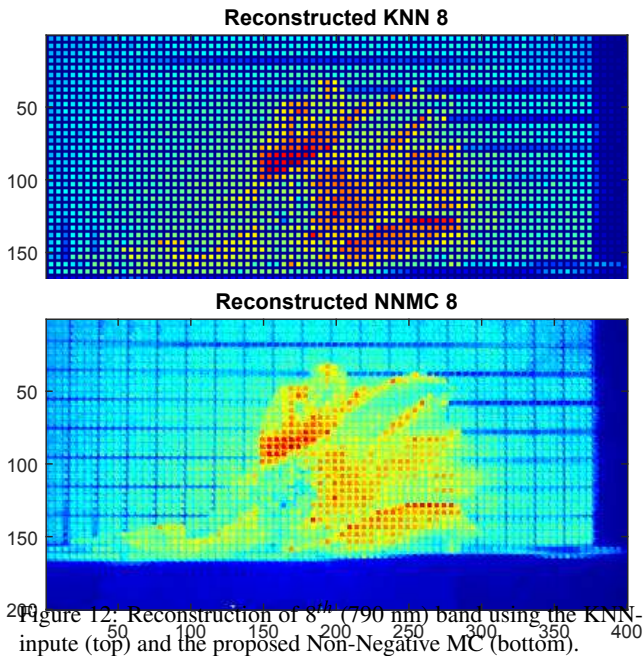 Reconstructed KNN 8
50
100
150
Reconstructed NNMC 8
50
100
150
200
Figure 12: Reconstruction of 8th (790 nm) band using the KNN-
50 100 150 200 250 300 350 400
inpute (top) and the proposed Non-Negative MC (bottom).